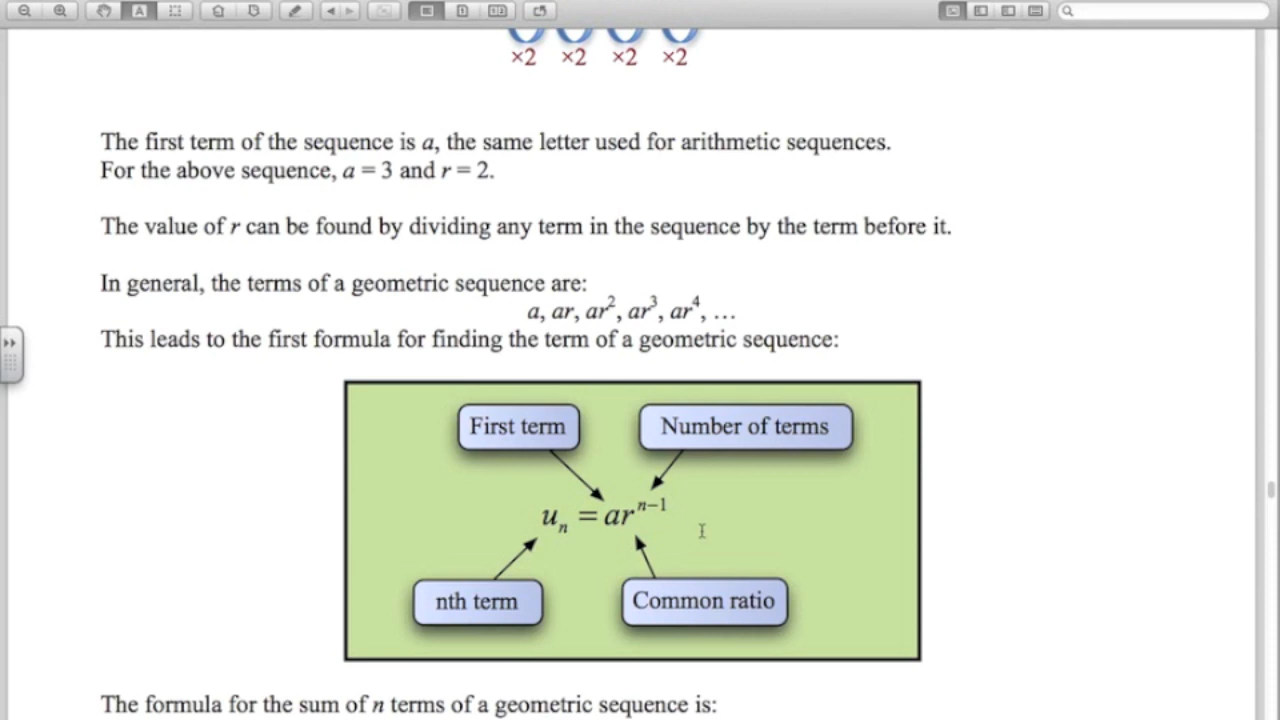 ×2 ×2 ×2 ×2
The first term of the sequence is a, the same letter used for arithmetic sequences.
For the above sequence, a = 3 and r = 2.
The value of r can be found by dividing any term in the sequence by the term before it.
In general, the terms of a geometric sequence are:
a, ar, ar², ar³, ar⁴, …
This leads to the first formula for finding the term of a geometric sequence:
First term
Number of terms
uₙ = arⁿ⁻¹
nth term
Common ratio
The formula for the sum of n terms of a geometric sequence is: